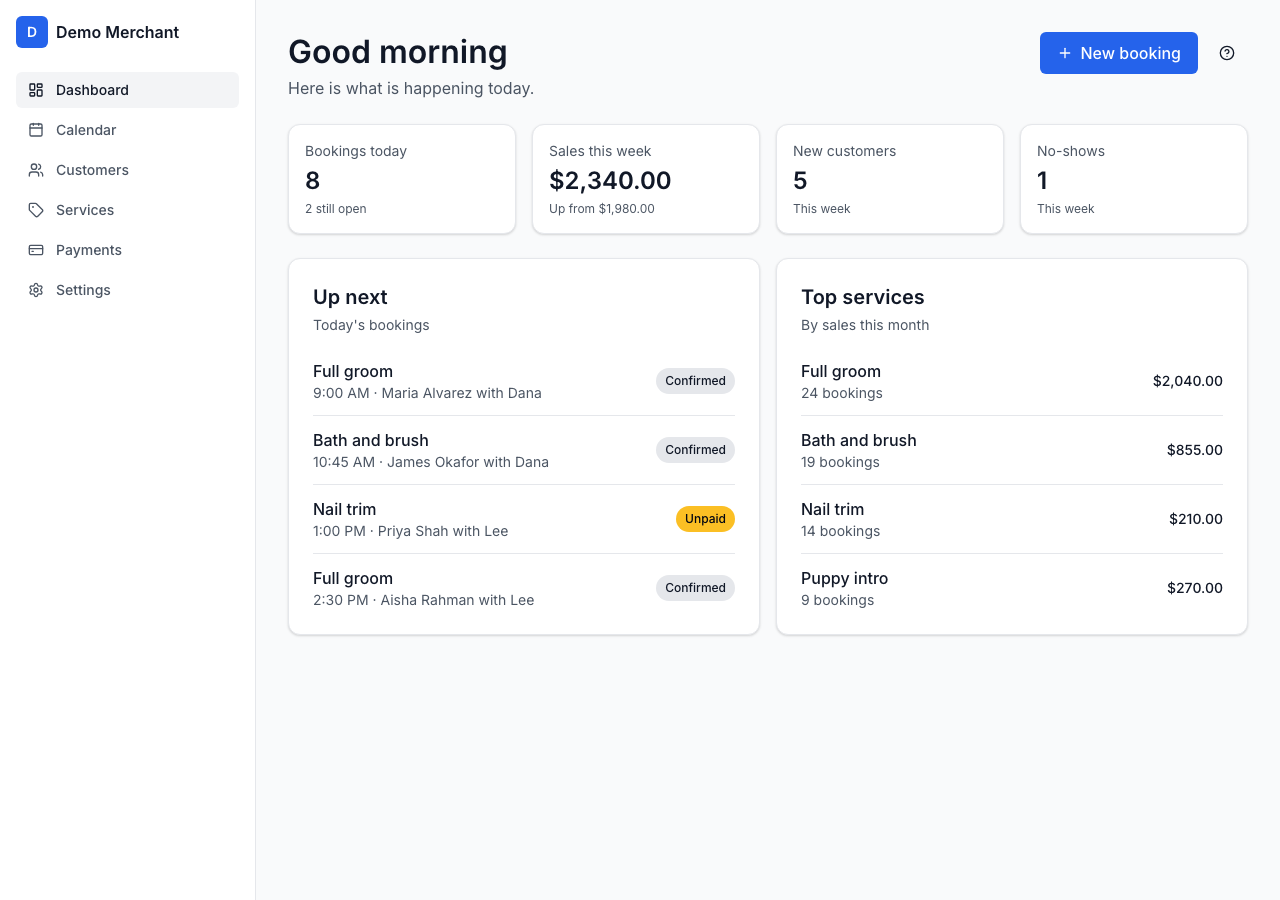 D
Demo Merchant
Dashboard
Calendar
Customers
Services
Payments
Settings
Good morning
Here is what is happening today.
New booking
Bookings today
8
2 still open
Sales this week
$2,340.00
Up from $1,980.00
New customers
5
This week
No-shows
1
This week
Up next
Today's bookings
Full groom
9:00 AM · Maria Alvarez with Dana
Confirmed
Bath and brush
10:45 AM · James Okafor with Dana
Confirmed
Nail trim
1:00 PM · Priya Shah with Lee
Unpaid
Full groom
2:30 PM · Aisha Rahman with Lee
Confirmed
Top services
By sales this month
Full groom
24 bookings
$2,040.00
Bath and brush
19 bookings
$855.00
Nail trim
14 bookings
$210.00
Puppy intro
9 bookings
$270.00